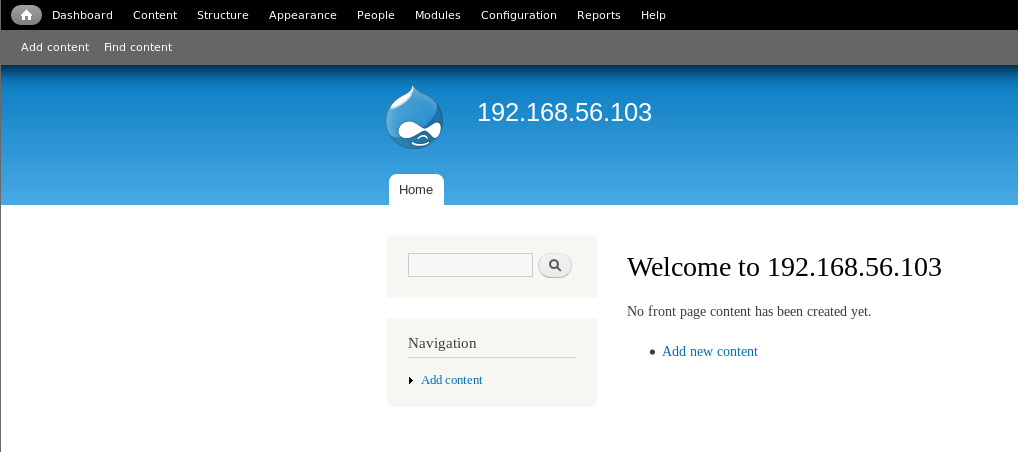 Dashboard Content Structure Appearance People Modules Configuration Reports Help
Add content Find content
192.168.56.103
Home
Welcome to 192.168.56.103
No front page content has been created yet.
Add new content
Navigation
Add content